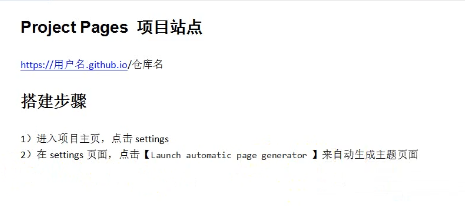 Project Pages 项目站点
https://用户名.github.io/仓库名
搭建步骤
1）进入项目主页，点击 settings
2）在 settings 页面，点击【Launch automatic page generator 】来自动生成主题页面